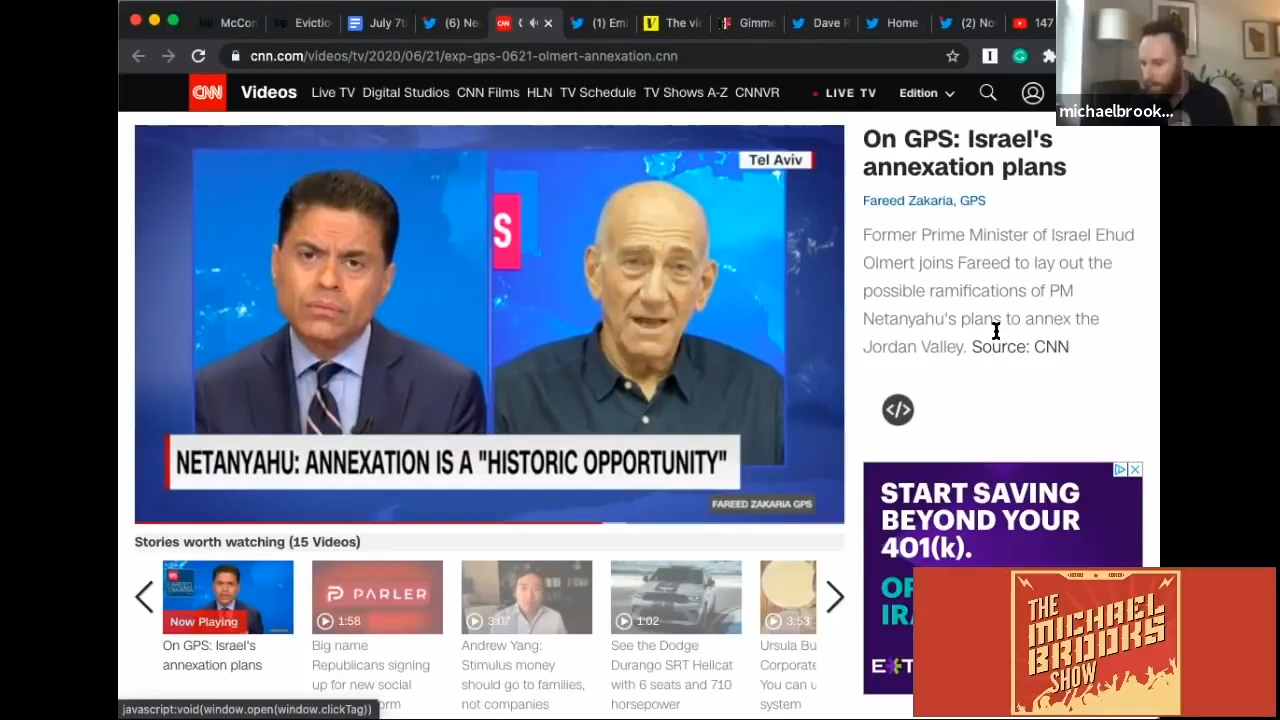 McCon
Evictio
July 7t
(6) Ne
(
(1) Emi
The vi
Gimme
Dave R
Home
(2) No
147
cnn.com/videos/tv/2020/06/21/exp-gps-0621-olmert-annexation.cnn
michaelbrook...
CNN Videos Live TV Digital Studios CNN Films HLN TV Schedule TV Shows A-Z CNNVR LIVE TV Edition
Tel Aviv
S
NETANYAHU: ANNEXATION IS A "HISTORIC OPPORTUNITY"
FAREED ZAKARIA GPS
On GPS: Israel's
annexation plans
Fareed Zakaria, GPS
Former Prime Minister of Israel Ehud
Olmert joins Fareed to lay out the
possible ramifications of PM
Netanyahu's plans to annex the
Jordan Valley. Source: CNN
</>
START SAVING
BEYOND YOUR
401(k).
OP
IRA
E*T
Stories worth watching (15 Videos)
Now Playing
On GPS: Israel's
annexation plans
PARLER
1:58
Big name
Republicans signing
up for new social
orm
3:07
Andrew Yang:
Stimulus money
should go to families,
not companies
1:02
See the Dodge
Durango SRT Hellcat
with 6 seats and 710
horsepower
3:53
Ursula Bu
Corporate
You can u
system
javascript:void(window.open(window.clickTag))
THE
MICHAEL
BROOKS
SHOW